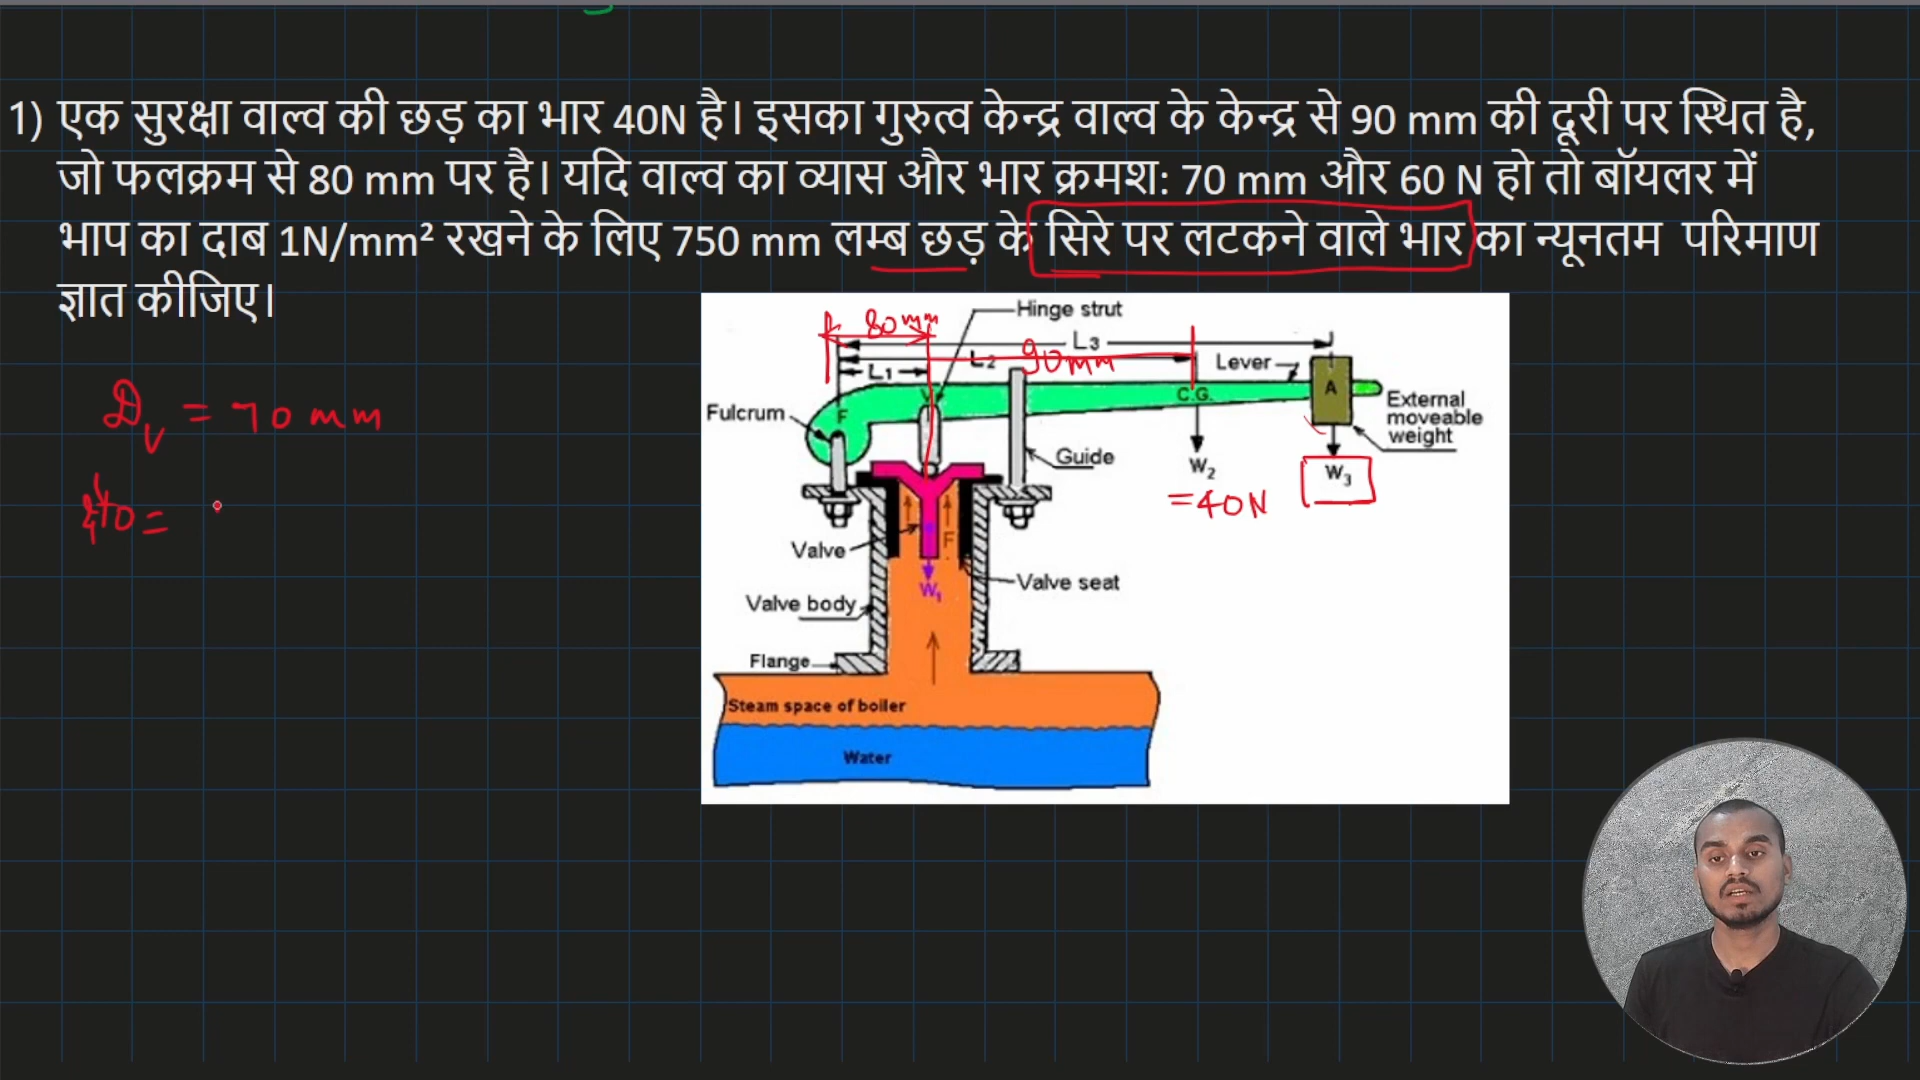 1) एक सुरक्षा वाल्व की छड़ का भार 40N है। इसका गुरुत्व केन्द्र वाल्व के केन्द्र से 90 mm की दूरी पर स्थित है,
जो फलक्रम से 80 mm पर है। यदि वाल्व का व्यास और भार क्रमश: 70 mm और 60 N हो तो बॉयलर में
भाप का दाब 1N/mm² रखने के लिए 750 mm लम्ब छड़ के सिरे पर लटकने वाले भार का न्यूनतम परिमाण
ज्ञात कीजिए।
80mm
Hinge strut
L3
L2
90mm
Lever
L1
A
C.G.
V
F
Fulcrum
External
moveable
weight
Guide
W2
W3
=40N
Valve
F
Valve seat
W1
Valve body
Flange
Steam space of boiler
Water
Dv = 70 mm